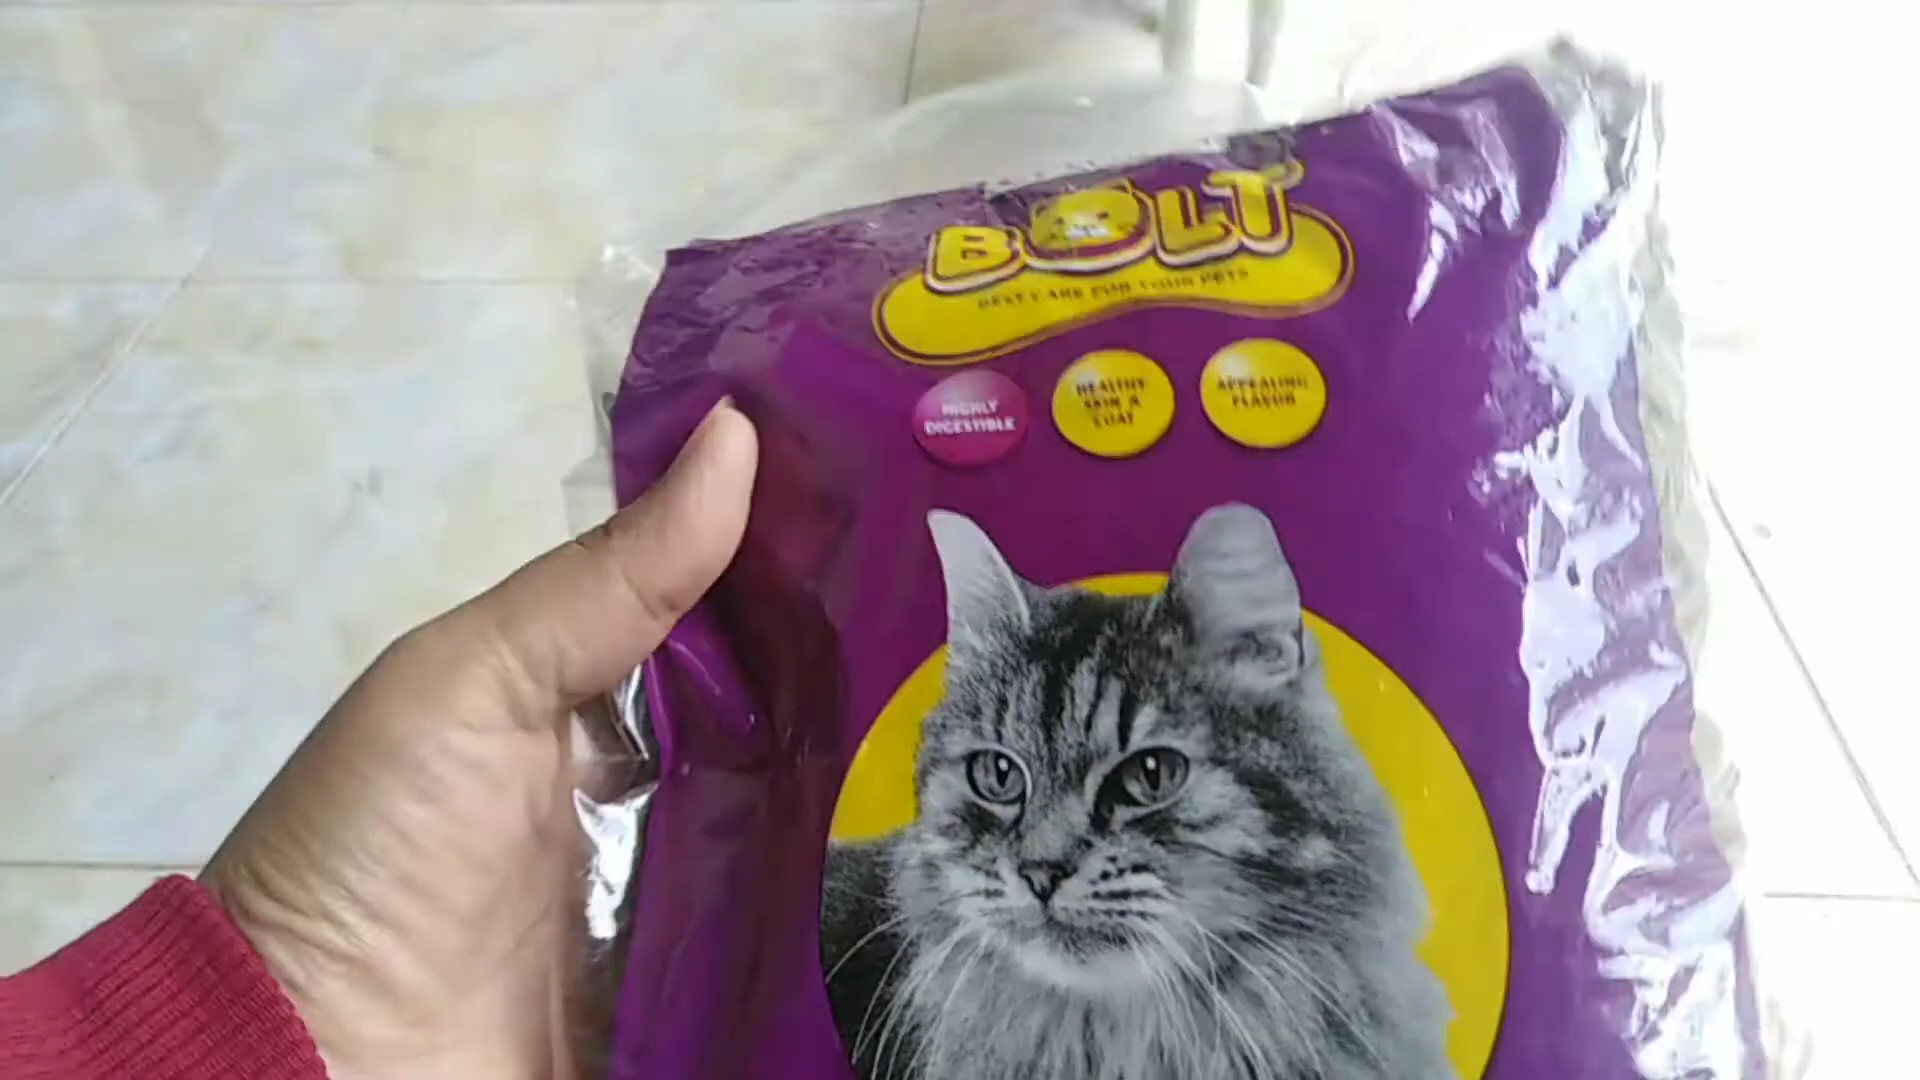 BOLT
BEST CARE FOR YOUR PETS
HIGHLY
DIGESTIBLE
HEALTHY
SKIN &
COAT
APPEALING
FLAVOR